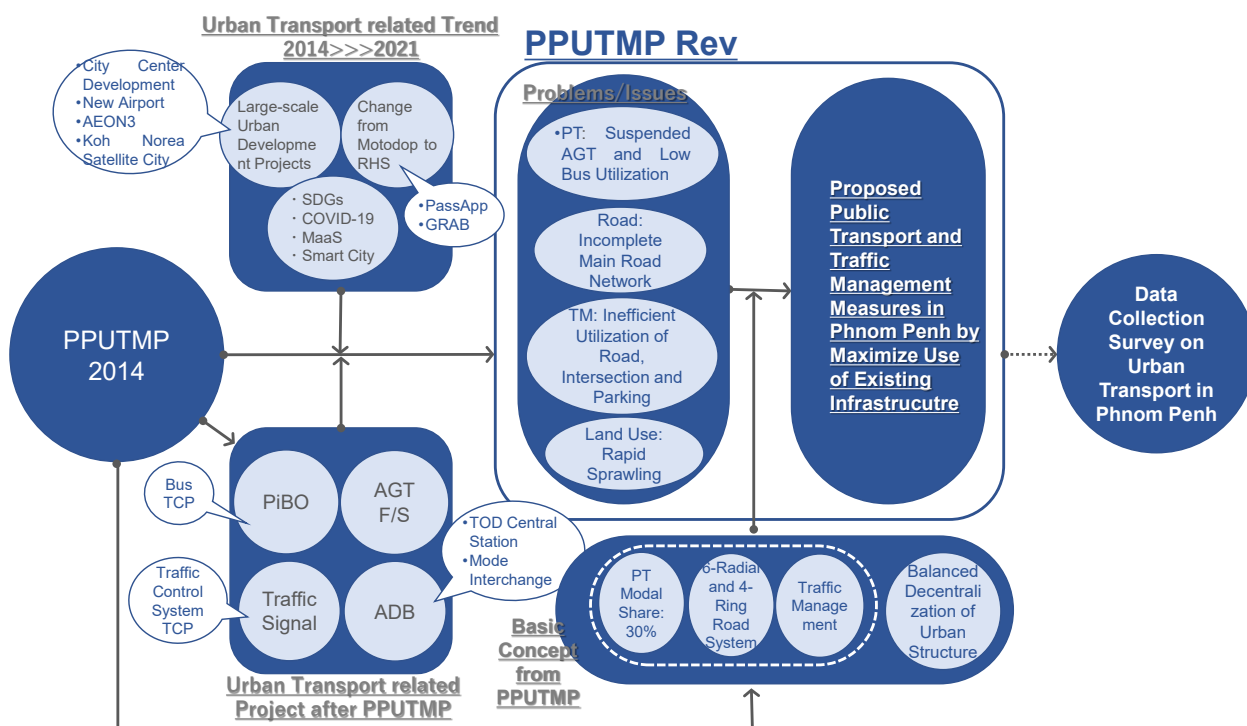 Urban Transport related Trend
2014>>>2021
PPUTMP Rev
•City Center
Development
•New Airport
•AEON3
•Koh Norea
Satellite City
Large-scale
Urban
Developme
nt Projects
Change
from
Motodop to
RHS
・SDGs
・COVID-19
・MaaS
・Smart City
•PassApp
•GRAB
Problems/Issues
•PT: Suspended
AGT and Low
Bus Utilization
Road:
Incomplete
Main Road
Network
TM: Inefficient
Utilization of
Road,
Intersection and
Parking
Land Use:
Rapid
Sprawling
Proposed
Public
Transport and
Traffic
Management
Measures in
Phnom Penh by
Maximize Use
of Existing
Infrastrucutre
Data
Collection
Survey on
Urban
Transport in
Phnom Penh
PPUTMP
2014
Bus
TCP
PiBO
AGT
F/S
•TOD Central
Station
•Mode
Interchange
Traffic
Control
System
TCP
Traffic
Signal
ADB
Urban Transport related
Project after PPUTMP
Basic
Concept
from
PPUTMP
PT
Modal
Share:
30%
6-Radial
and 4-
Ring Road
System
Traffic
Manage
ment
Balanced
Decentrali
zation of
Urban
Structure